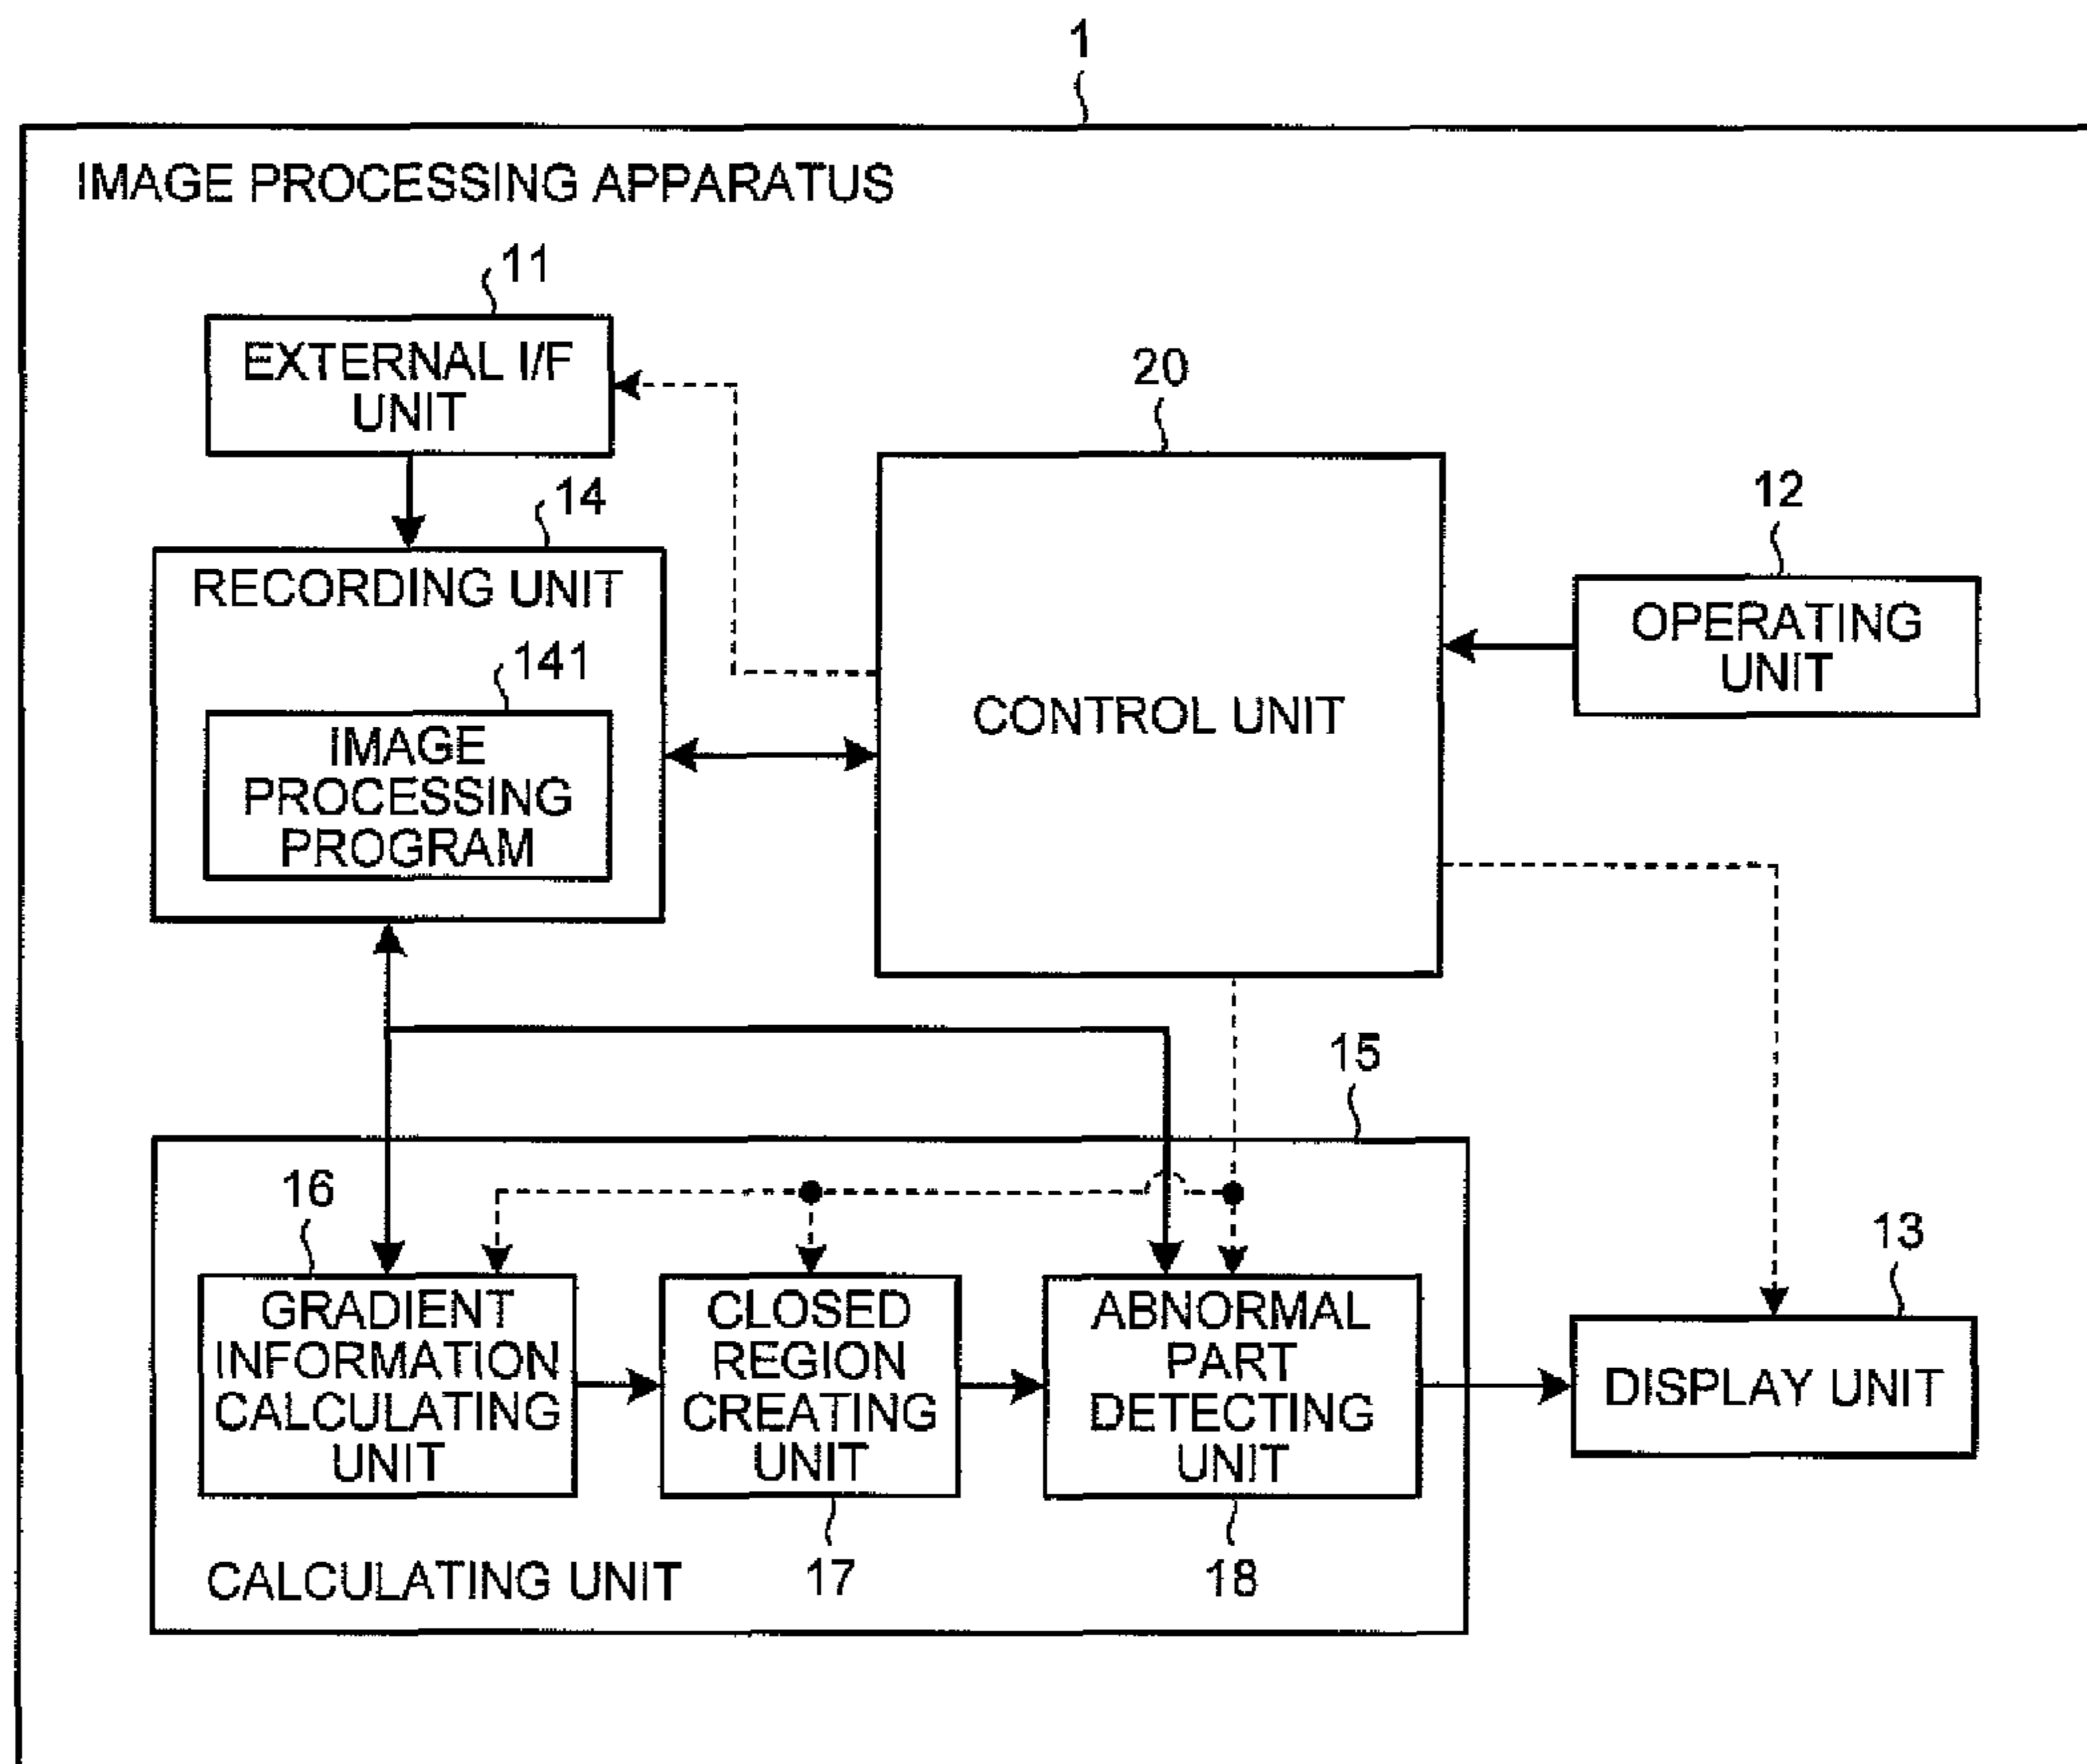 1
IMAGE PROCESSING APPARATUS
11
EXTERNAL I/F
UNIT
20
CONTROL UNIT
12
OPERATING
UNIT
14
RECORDING UNIT
141
IMAGE
PROCESSING
PROGRAM
15
16
GRADIENT
INFORMATION
CALCULATING
UNIT
CLOSED
REGION
CREATING
UNIT
17
ABNORMAL
PART
DETECTING
UNIT
18
CALCULATING UNIT
13
DISPLAY UNIT